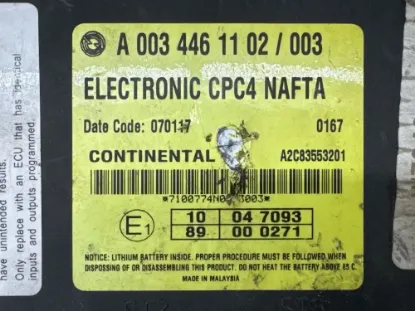 A 003 446 11 02 / 003
ELECTRONIC CPC4 NAFTA
Date Code: 070117 0167
CONTINENTAL A2C83553201
E1
10 04 7093
89 00 0271
NOTICE: LITHIUM BATTERY INSIDE. PROPER PROCEDURE MUST BE FOLLOWED WHEN
DISPOSSING OF OR DISASSEMBLING THIS PRODUCT. DO NOT HEAT THE BATTERY ABOVE 85 C.
MADE IN MALAYSIA
have unintended results.
Only replace with an ECU that has identical
inputs and outputs programmed.